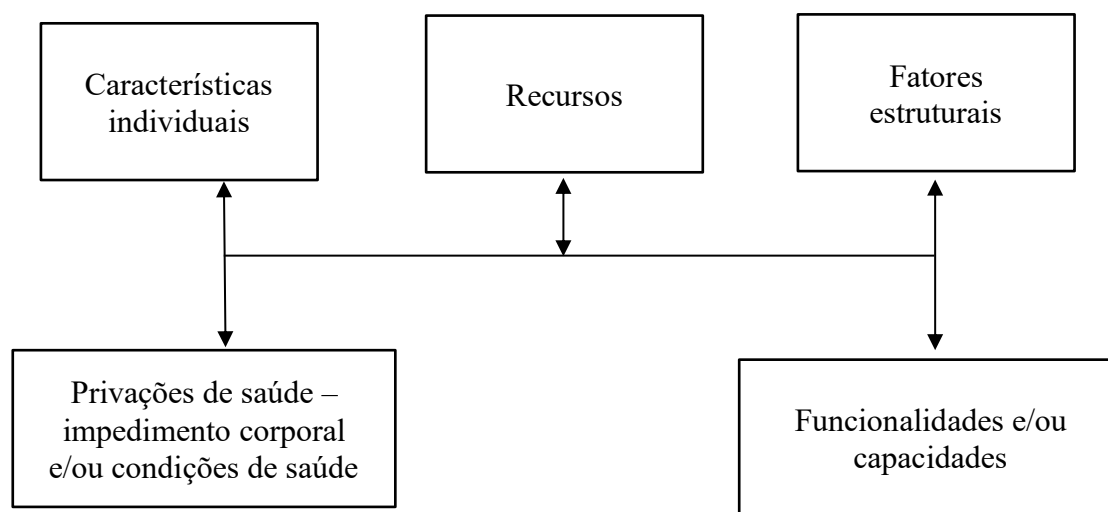 Características
individuais
Recursos
Fatores
estruturais
Privações de saúde –
impedimento corporal
e/ou condições de saúde
Funcionalidades e/ou
capacidades